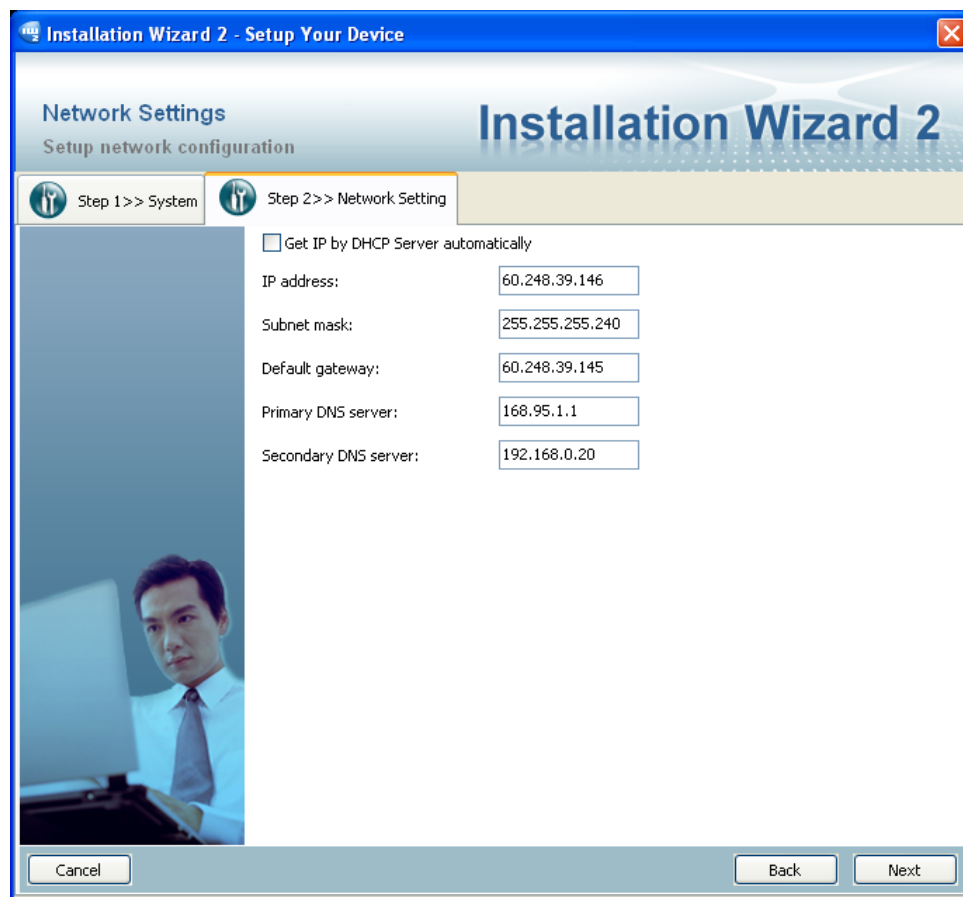 Installation Wizard 2 - Setup Your Device
Network Settings
Setup network configuration
Installation Wizard 2
Step 1>> System
Step 2>> Network Setting
Get IP by DHCP Server automatically
IP address: 60.248.39.146
Subnet mask: 255.255.255.240
Default gateway: 60.248.39.145
Primary DNS server: 168.95.1.1
Secondary DNS server: 192.168.0.20
Cancel Back Next